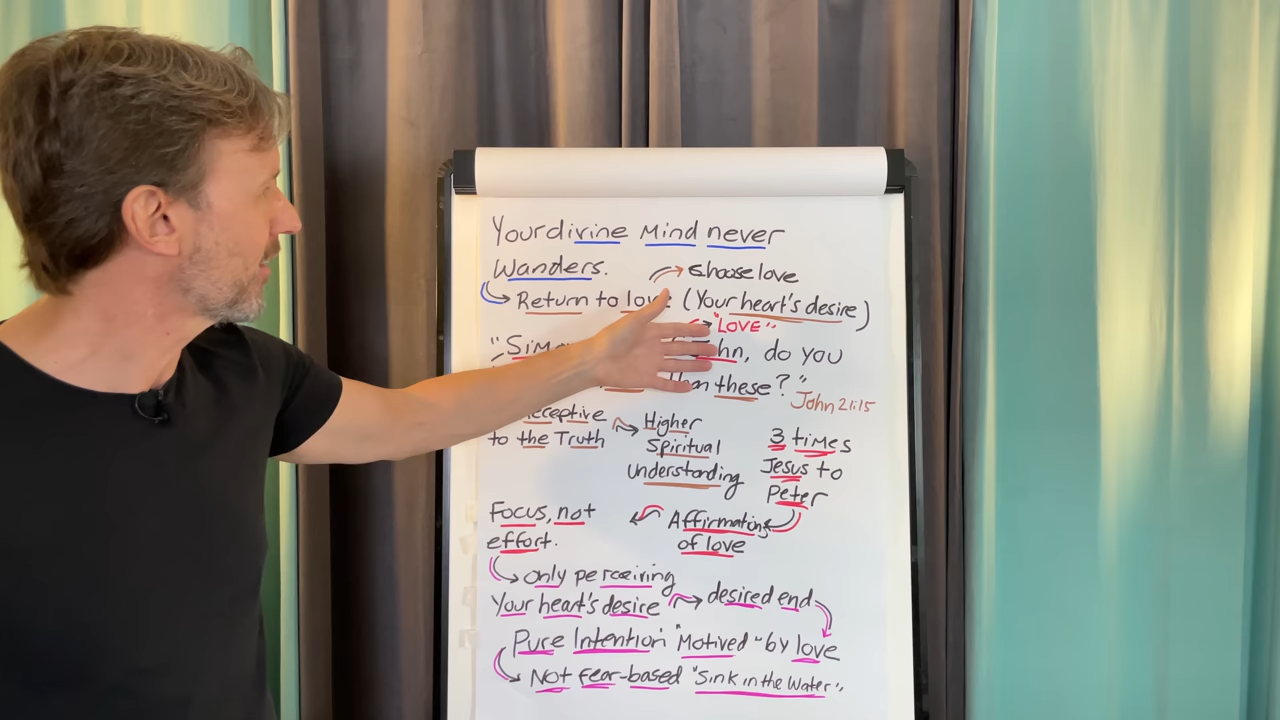 Your divine Mind never
Wanders.
Choose love
Return to love (Your heart's desire)
"LOVE"
"Sim hn, do you
than these?"
John 21:15
Receptive
to the Truth
Higher
Spiritual
understanding
3 times
Jesus to
Peter
Focus, not
effort.
Affirmations
of love
only perceiving
Your heart's desire
desired end
Pure Intention "Motived" by love
Not fear-based "Sink in the Water",